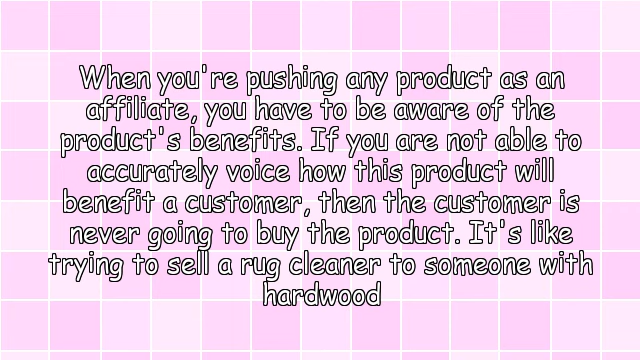 When you're pushing any product as an
affiliate, you have to be aware of the
product's benefits. If you are not able to
accurately voice how this product will
benefit a customer, then the customer is
never going to buy the product. It's like
trying to sell a rug cleaner to someone with
hardwood